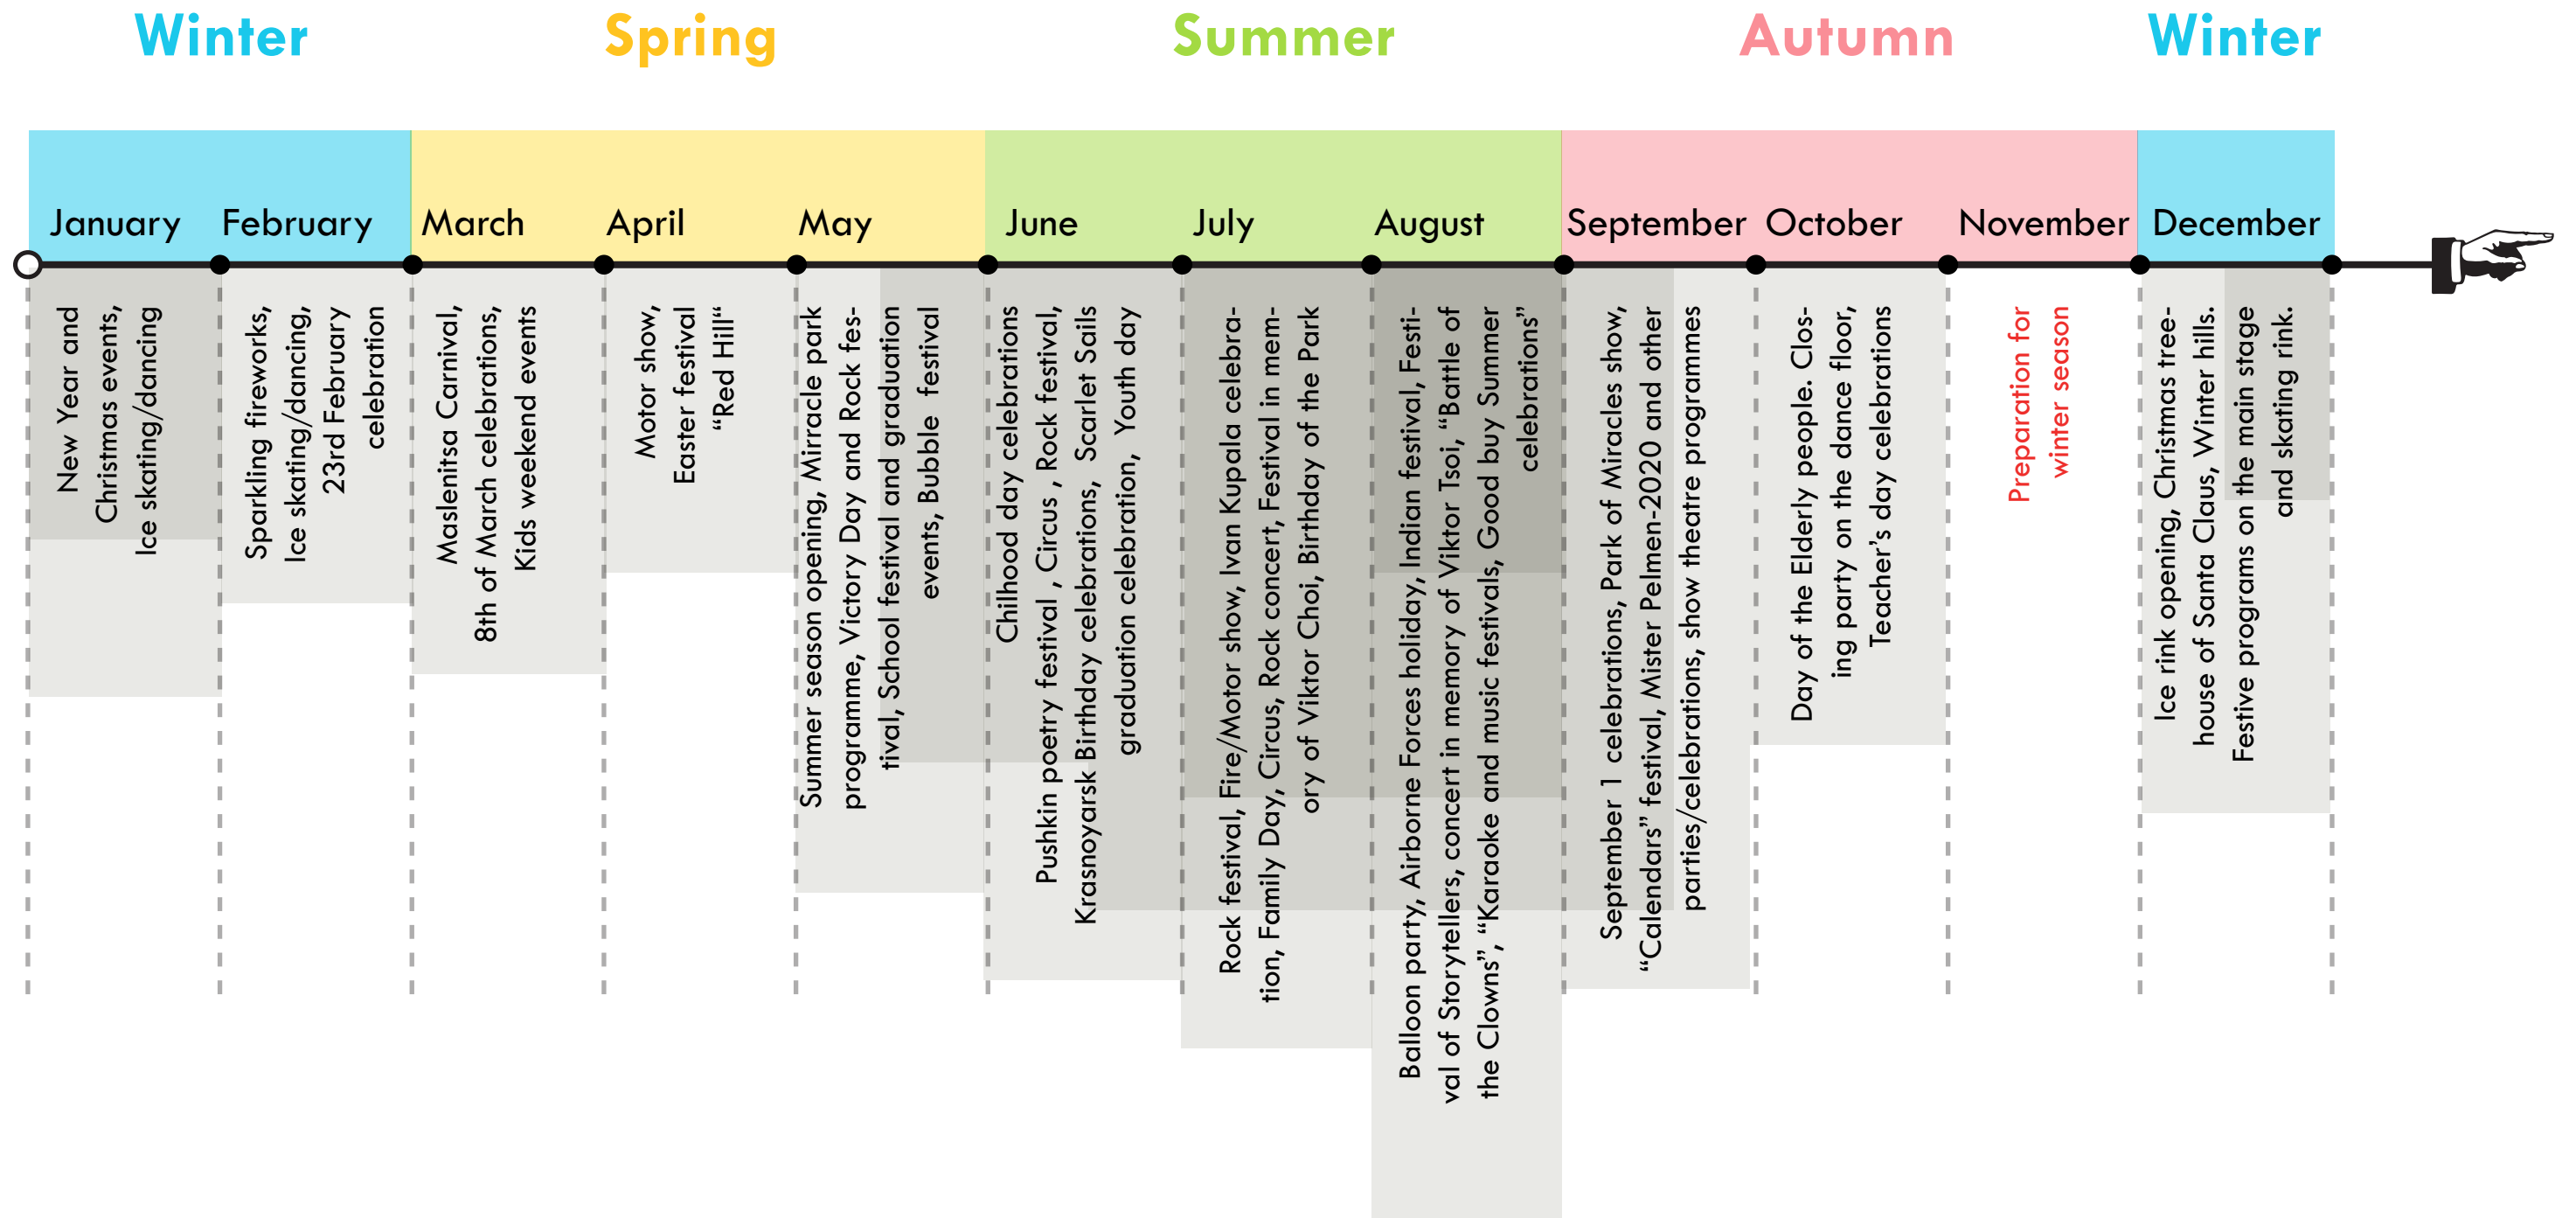 Winter
Spring
Summer
Autumn
Winter
January
February
March
April
May
June
July
August
September
October
November
December
New Year and
Christmas events,
Ice skating/dancing
Sparkling fireworks,
Ice skating/dancing,
23rd February
celebration
Maslenitsa Carnival,
8th of March celebrations,
Kids weekend events
Motor show,
Easter festival
“Red Hill“
Summer season opening, Mirracle park
programme, Victory Day and Rock fes-
tival, School festival and graduation
events, Bubble festival
Chilhood day celebrations
Pushkin poetry festival , Circus , Rock festival,
Krasnoyarsk Birthday celebrations, Scarlet Sails
graduation celebration, Youth day
Rock festival, Fire/Motor show, Ivan Kupala celebra-
tion, Family Day, Circus, Rock concert, Festival in mem-
ory of Viktor Choi, Birthday of the Park
Balloon party, Airborne Forces holiday, Indian festival, Festi-
val of Storytellers, concert in memory of Viktor Tsoi, “Battle of
the Clowns”, “Karaoke and music festivals, Good buy Summer
celebrations”
September 1 celebrations, Park of Miracles show,
“Calendars” festival, Mister Pelmen-2020 and other
parties/celebrations, show theatre programmes
Day of the Elderly people. Clos-
ing party on the dance floor,
Teacher’s day celebrations
Preparation for
winter season
Ice rink opening, Christmas tree-
house of Santa Claus, Winter hills.
Festive programs on the main stage
and skating rink.